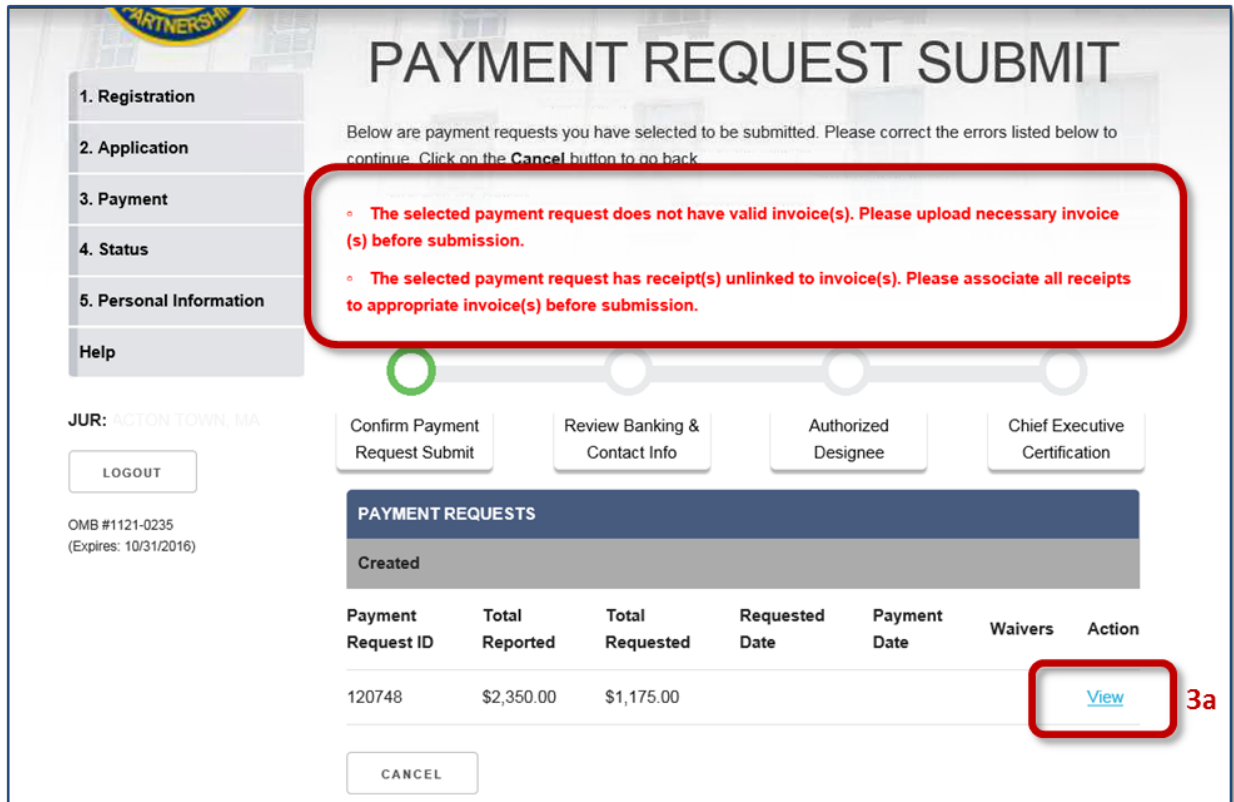 PARTNERSHIP
PAYMENT REQUEST SUBMIT
1. Registration
2. Application
3. Payment
4. Status
5. Personal Information
Help
JUR: ACTON TOWN, MA
LOGOUT
OMB #1121-0235
(Expires: 10/31/2016)
Below are payment requests you have selected to be submitted. Please correct the errors listed below to
continue. Click on the Cancel button to go back.
◦ The selected payment request does not have valid invoice(s). Please upload necessary invoice
(s) before submission.
◦ The selected payment request has receipt(s) unlinked to invoice(s). Please associate all receipts
to appropriate invoice(s) before submission.
Confirm Payment
Request Submit
Review Banking &
Contact Info
Authorized
Designee
Chief Executive
Certification
PAYMENT REQUESTS
Created
Payment Request ID Total Reported Total Requested Requested Date Payment Date Waivers Action
120748 $2,350.00 $1,175.00 View
3a
CANCEL